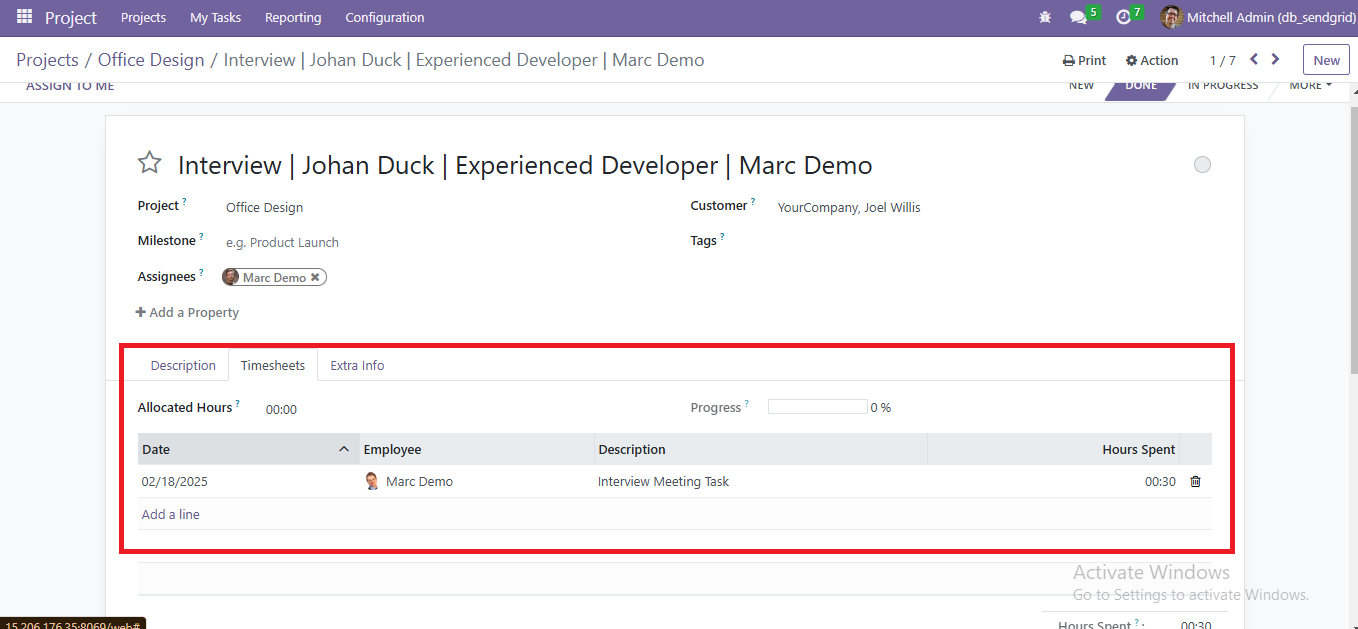 Project Projects My Tasks Reporting Configuration 5 7 Mitchell Admin (db_sendgrid)
Projects / Office Design / Interview | Johan Duck | Experienced Developer | Marc Demo Print Action 1 / 7 New
ASSIGN TO ME NEW DONE IN PROGRESS MORE
Interview | Johan Duck | Experienced Developer | Marc Demo
Project ? Office Design Customer ? YourCompany, Joel Willis
Milestone ? e.g. Product Launch Tags ?
Assignees ? Marc Demo
Add a Property
Description Timesheets Extra Info
Allocated Hours ? 00:00 Progress ? 0 %
Date Employee Description Hours Spent
02/18/2025 Marc Demo Interview Meeting Task 00:30
Add a line
Activate Windows
Go to Settings to activate Windows.
Hours Spent ? : 00:30
15.206.176.35:8069/web#